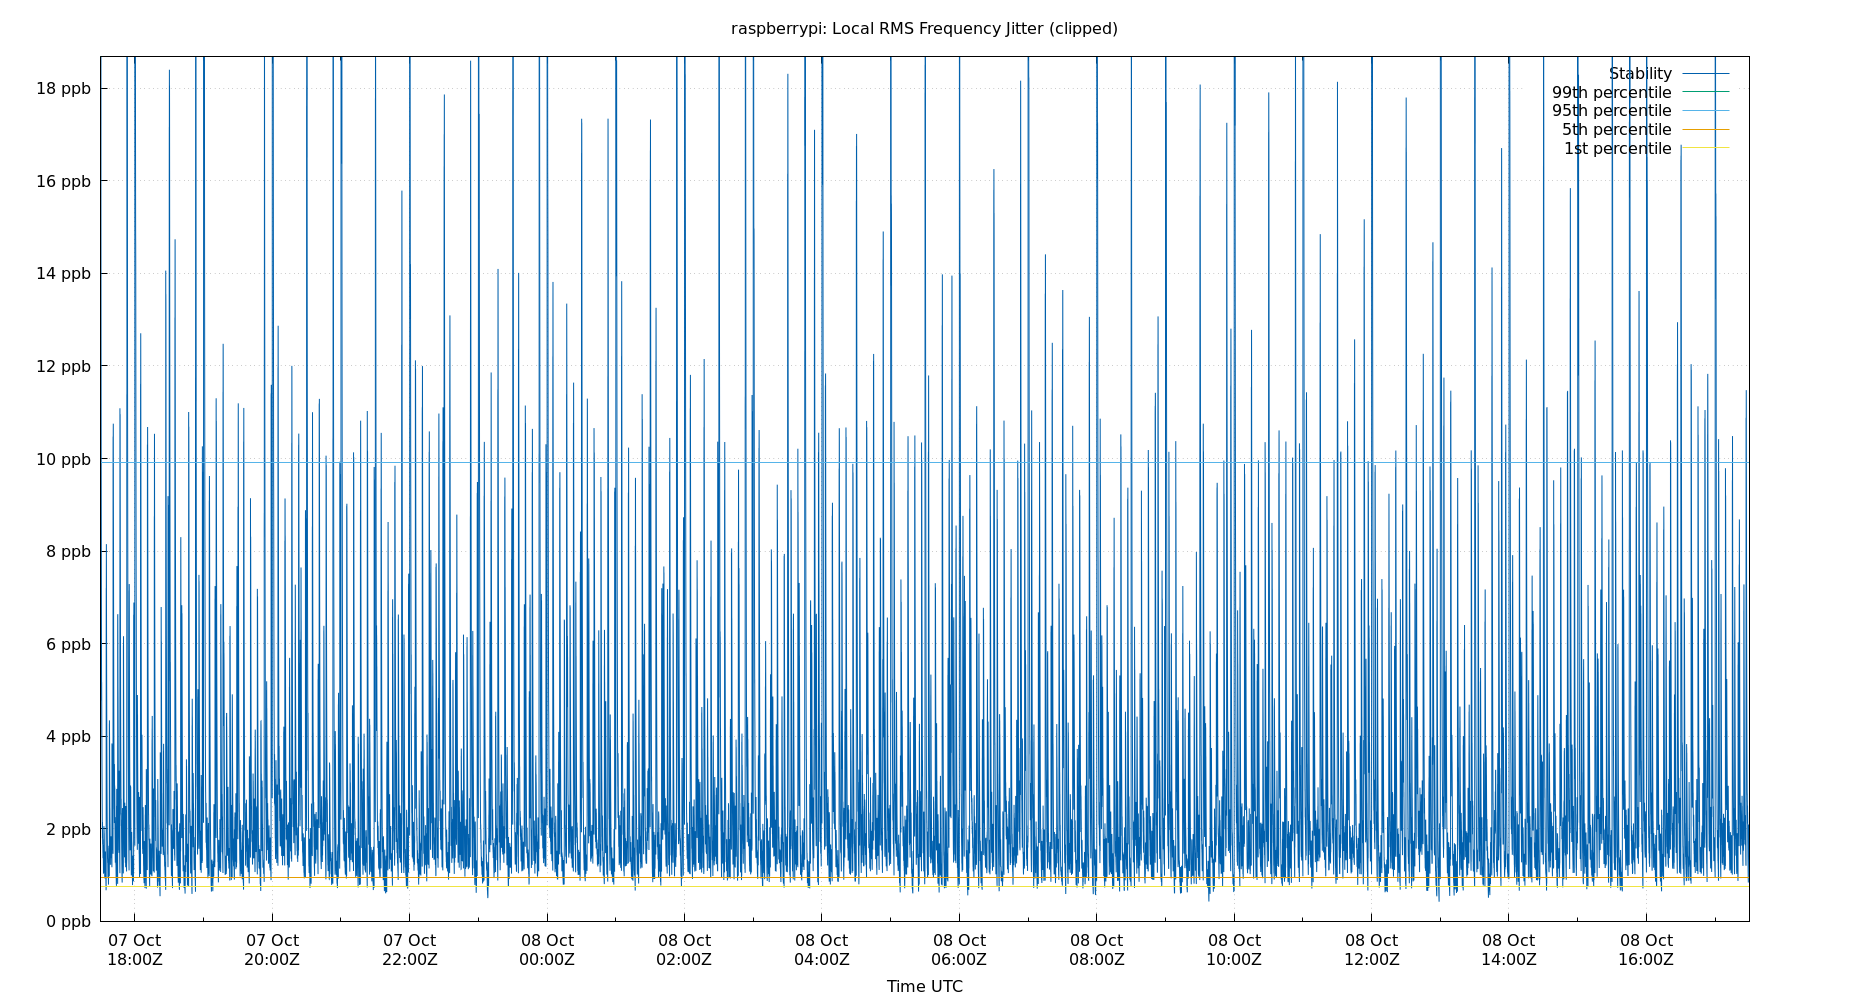 raspberrypi: Local RMS Frequency Jitter (clipped)
Stability
99th percentile
95th percentile
5th percentile
1st percentile
18 ppb
16 ppb
14 ppb
12 ppb
10 ppb
8 ppb
6 ppb
4 ppb
2 ppb
0 ppb
07 Oct 07 Oct 07 Oct 08 Oct 08 Oct 08 Oct 08 Oct 08 Oct 08 Oct 08 Oct 08 Oct 08 Oct
18:00Z 20:00Z 22:00Z 00:00Z 02:00Z 04:00Z 06:00Z 08:00Z 10:00Z 12:00Z 14:00Z 16:00Z
Time UTC